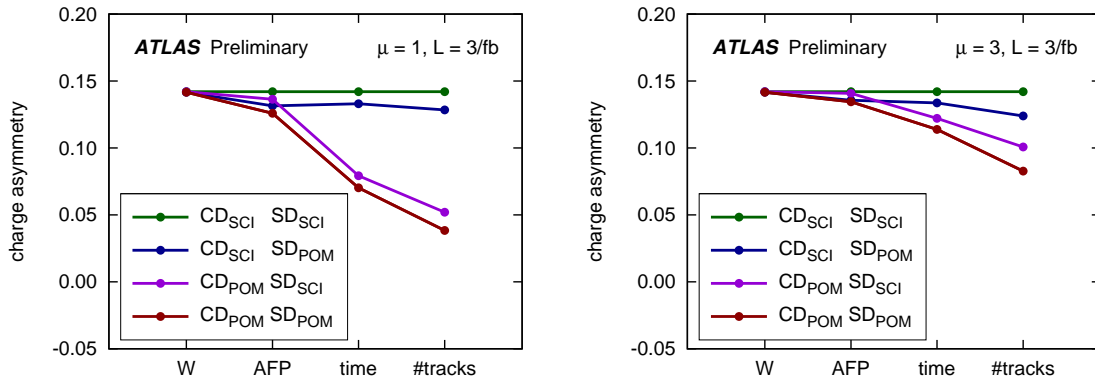 0.20
ATLAS Preliminary
μ = 1, L = 3/fb
0.15
0.10
0.05
0.00
-0.05
charge asymmetry
CD_SCI SD_SCI
CD_SCI SD_POM
CD_POM SD_SCI
CD_POM SD_POM
W AFP time #tracks
0.20
ATLAS Preliminary
μ = 3, L = 3/fb
0.15
0.10
0.05
0.00
-0.05
charge asymmetry
CD_SCI SD_SCI
CD_SCI SD_POM
CD_POM SD_SCI
CD_POM SD_POM
W AFP time #tracks